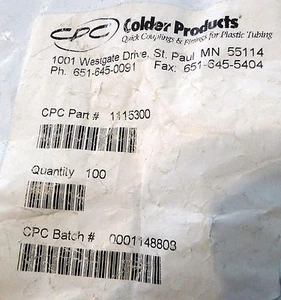 CPC Colder Products®
Quick Couplings & Fittings for Plastic Tubing
1001 Westgate Drive, St. Paul MN 55114
Ph. 651-645-0091 Fax: 651-645-5404
CPC Part # 1115300
Quantity 100
CPC Batch # 0001148808